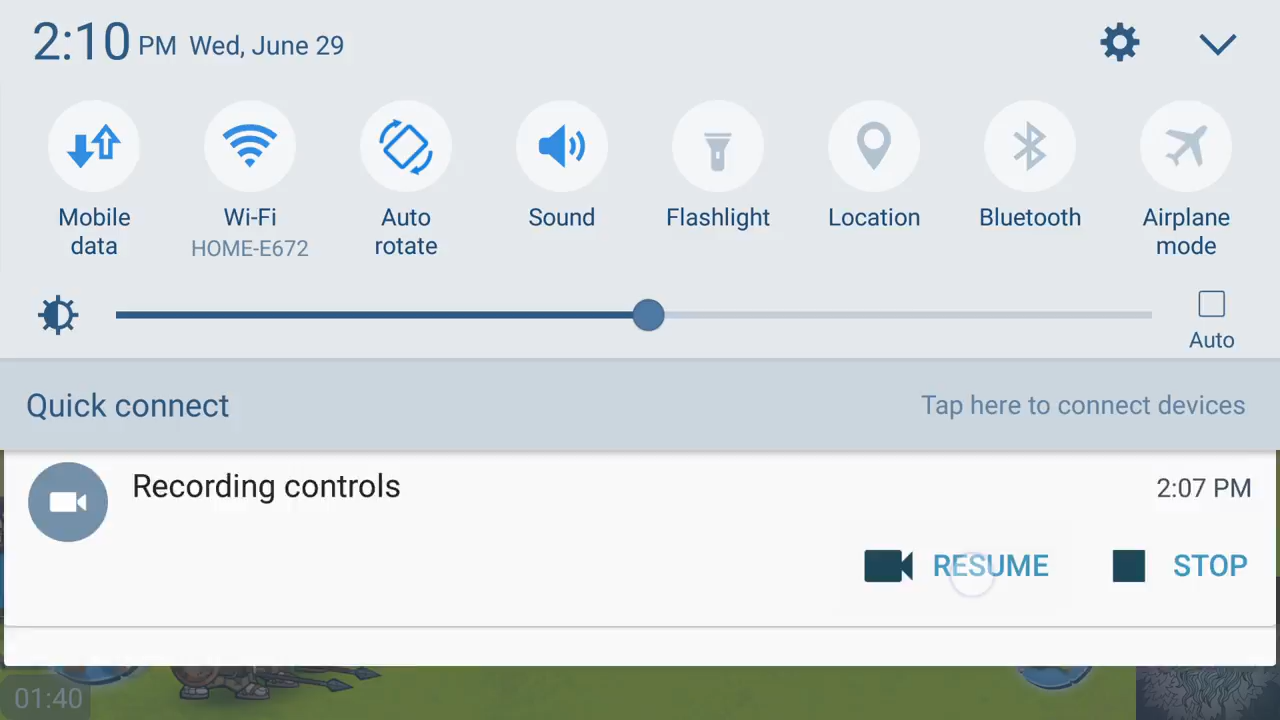 2:10 PM Wed, June 29
Mobile data
Wi-Fi
HOME-E672
Auto rotate
Sound
Flashlight
Location
Bluetooth
Airplane mode
Auto
Quick connect
Tap here to connect devices
Recording controls
2:07 PM
RESUME
STOP
01:40